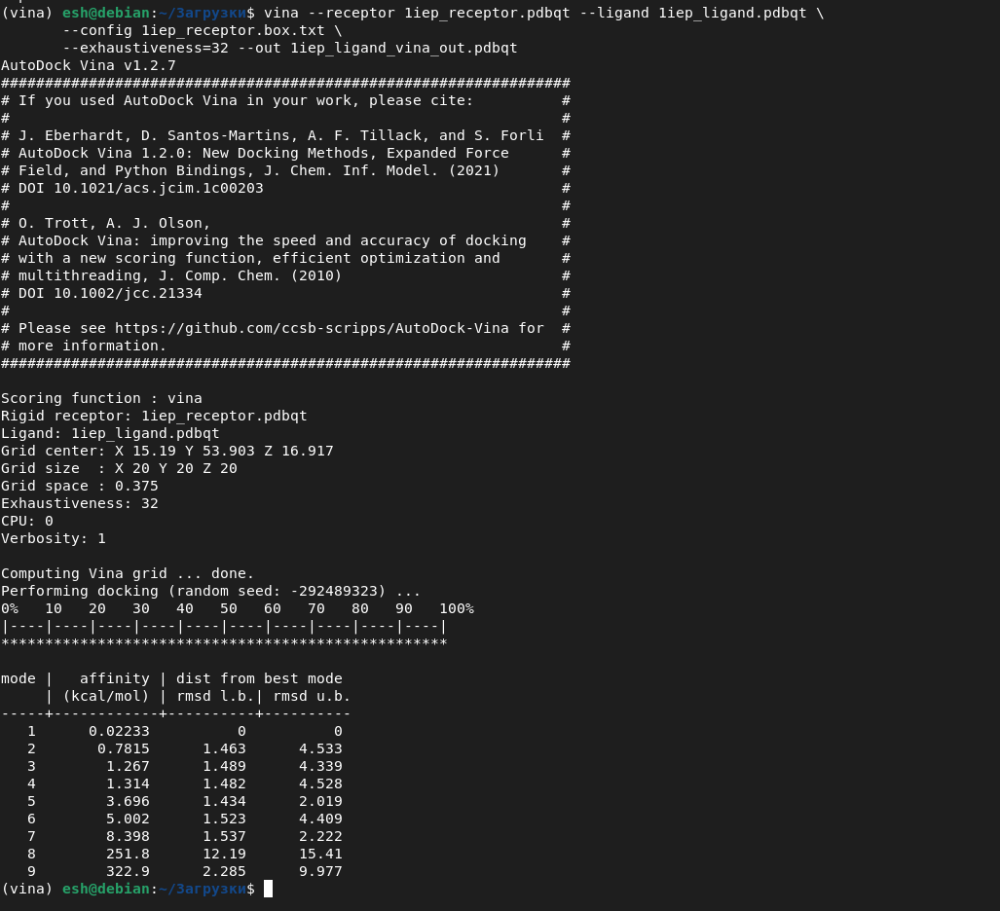 (vina) esh@debian:~/Загрузки$ vina --receptor 1iep_receptor.pdbqt --ligand 1iep_ligand.pdbqt \
       --config 1iep_receptor.box.txt \
       --exhaustiveness=32 --out 1iep_ligand_vina_out.pdbqt
AutoDock Vina v1.2.7
#################################################################
# If you used AutoDock Vina in your work, please cite:          #
#                                                               #
# J. Eberhardt, D. Santos-Martins, A. F. Tillack, and S. Forli  #
# AutoDock Vina 1.2.0: New Docking Methods, Expanded Force      #
# Field, and Python Bindings, J. Chem. Inf. Model. (2021)       #
# DOI 10.1021/acs.jcim.1c00203                                  #
#                                                               #
# O. Trott, A. J. Olson,                                        #
# AutoDock Vina: improving the speed and accuracy of docking    #
# with a new scoring function, efficient optimization and       #
# multithreading, J. Comp. Chem. (2010)                         #
# DOI 10.1002/jcc.21334                                         #
#                                                               #
# Please see https://github.com/ccsb-scripps/AutoDock-Vina for  #
# more information.                                             #
#################################################################

Scoring function : vina
Rigid receptor: 1iep_receptor.pdbqt
Ligand: 1iep_ligand.pdbqt
Grid center: X 15.19 Y 53.903 Z 16.917
Grid size  : X 20 Y 20 Z 20
Grid space : 0.375
Exhaustiveness: 32
CPU: 0
Verbosity: 1

Computing Vina grid ... done.
Performing docking (random seed: -292489323) ...
0%   10   20   30   40   50   60   70   80   90   100%
|----|----|----|----|----|----|----|----|----|----|
***************************************************

mode |   affinity | dist from best mode
     | (kcal/mol) | rmsd l.b.| rmsd u.b.
-----+------------+----------+----------
   1      0.02233          0          0
   2       0.7815      1.463      4.533
   3        1.267      1.489      4.339
   4        1.314      1.482      4.528
   5        3.696      1.434      2.019
   6        5.002      1.523      4.409
   7        8.398      1.537      2.222
   8        251.8      12.19      15.41
   9        322.9      2.285      9.977
(vina) esh@debian:~/Загрузки$